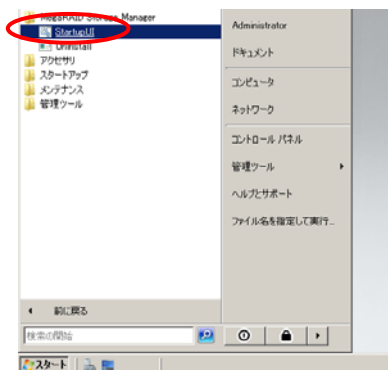 MegaRAID Storage Manager
StartupUI
Uninstall
アクセサリ
スタートアップ
メンテナンス
管理ツール
前に戻る
検索の開始
Administrator
ドキュメント
コンピュータ
ネットワーク
コントロール パネル
管理ツール
ヘルプとサポート
ファイル名を指定して実行...
スタート